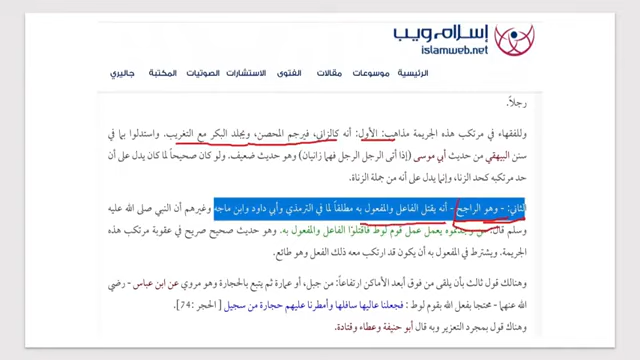 إسلام ويب
islamweb.net
الرئيسية موسوعات مقالات الفتوى الاستشارات الصوتيات المكتبة جاليري
رجلاً.
وللفقهاء في مرتكب هذه الجريمة مذاهب: الأول: أنه كالزاني، فيرجم المحصن، ويجلد البكر مع التغريب. واستدلوا بما في
سنن البيهقي من حديث أبي موسى (إذا أتى الرجل الرجل فهما زانيان) وهو حديث ضعيف. ولو كان صحيحاً لما كان يدل على أن
حد مرتكبه كحد الزنا، وإنما يدل على أنه من جملة الزناة.
الثاني: - وهو الراجح - أنه يقتل الفاعل والمفعول به مطلقاً لما في الترمذي وأبي داود وابن ماجه وغيرهم أن النبي صلى الله عليه
وسلم قال: من وجدتموه يعمل عمل قوم لوط فاقتلوا الفاعل والمفعول به. وهو حديث صحيح صريح في عقوبة مرتكب هذه
الجريمة. ويشترط في المفعول به أن يكون قد ارتكب معه ذلك الفعل وهو طائع.
وهنالك قول ثالث بأن يلقى من فوق أبعد الأماكن ارتفاعاً: من جبل، أو عمارة ثم يتبع بالحجارة وهو مروي عن ابن عباس - رضي
الله عنهما - محتجا بفعل الله بقوم لوط: فجعلنا عاليها سافلها وأمطرنا عليهم حجارة من سجيل [ الحجر :74].
وهناك قول بمجرد التعزير وبه قال أبو حنيفة وعطاء وقتادة.